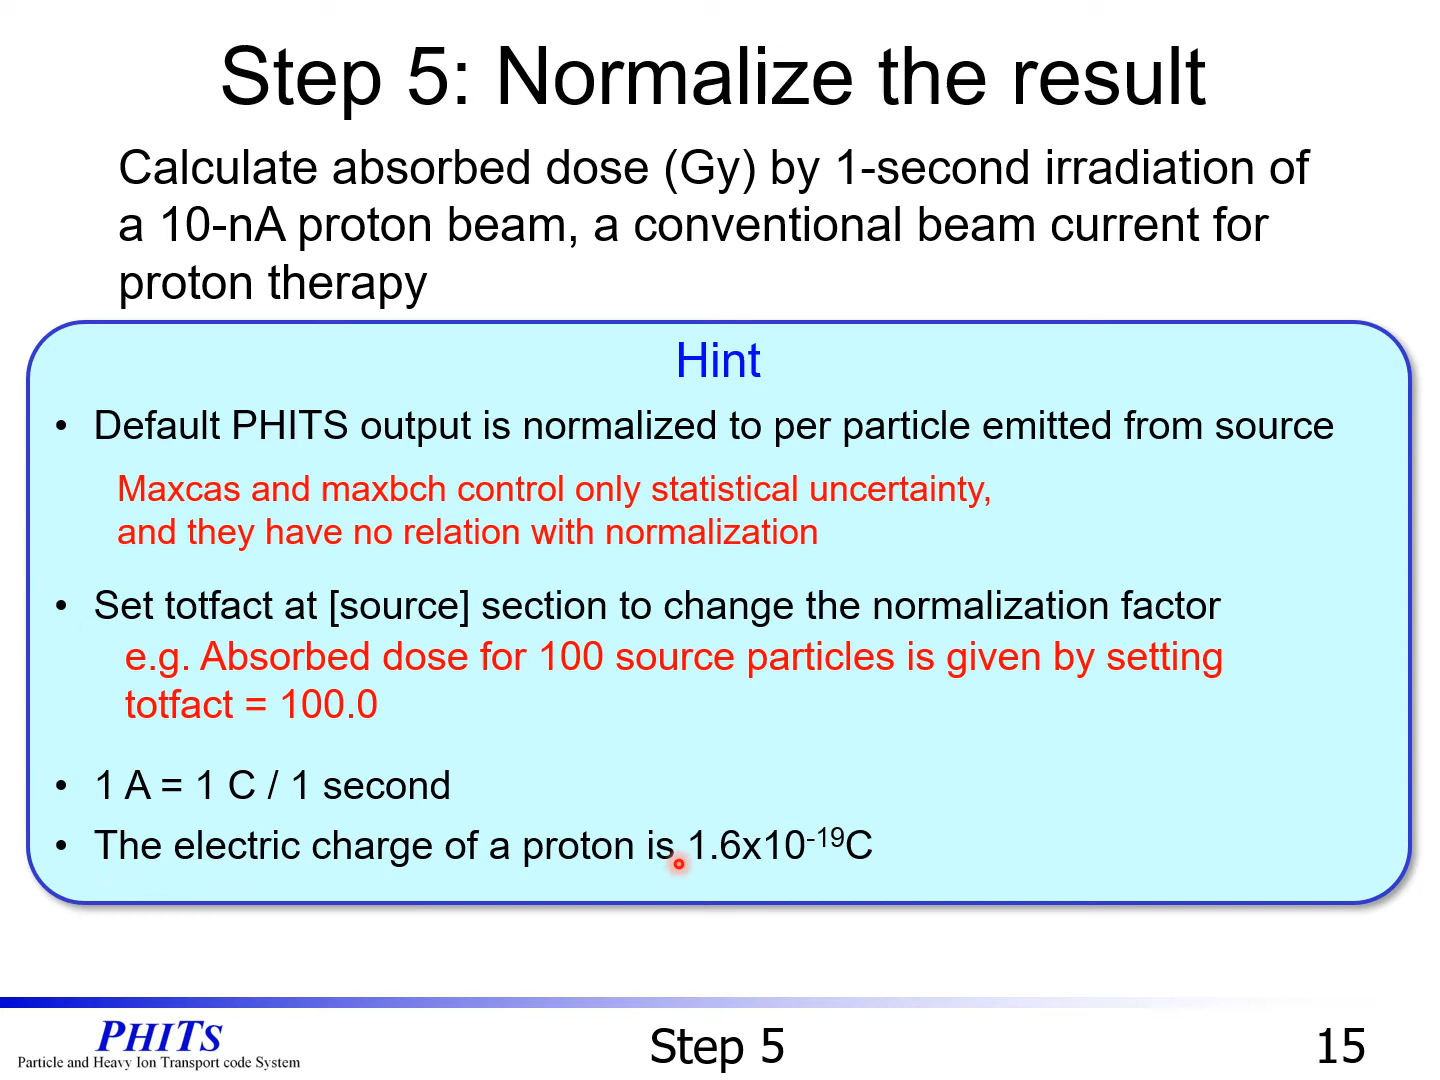 Step 5: Normalize the result
Calculate absorbed dose (Gy) by 1-second irradiation of
a 10-nA proton beam, a conventional beam current for
proton therapy
Hint
• Default PHITS output is normalized to per particle emitted from source
Maxcas and maxbch control only statistical uncertainty,
and they have no relation with normalization
• Set totfact at [source] section to change the normalization factor
e.g. Absorbed dose for 100 source particles is given by setting
totfact = 100.0
• 1 A = 1 C / 1 second
• The electric charge of a proton is 1.6x10⁻¹⁹C
PHITS
Particle and Heavy Ion Transport code System
Step 5
15